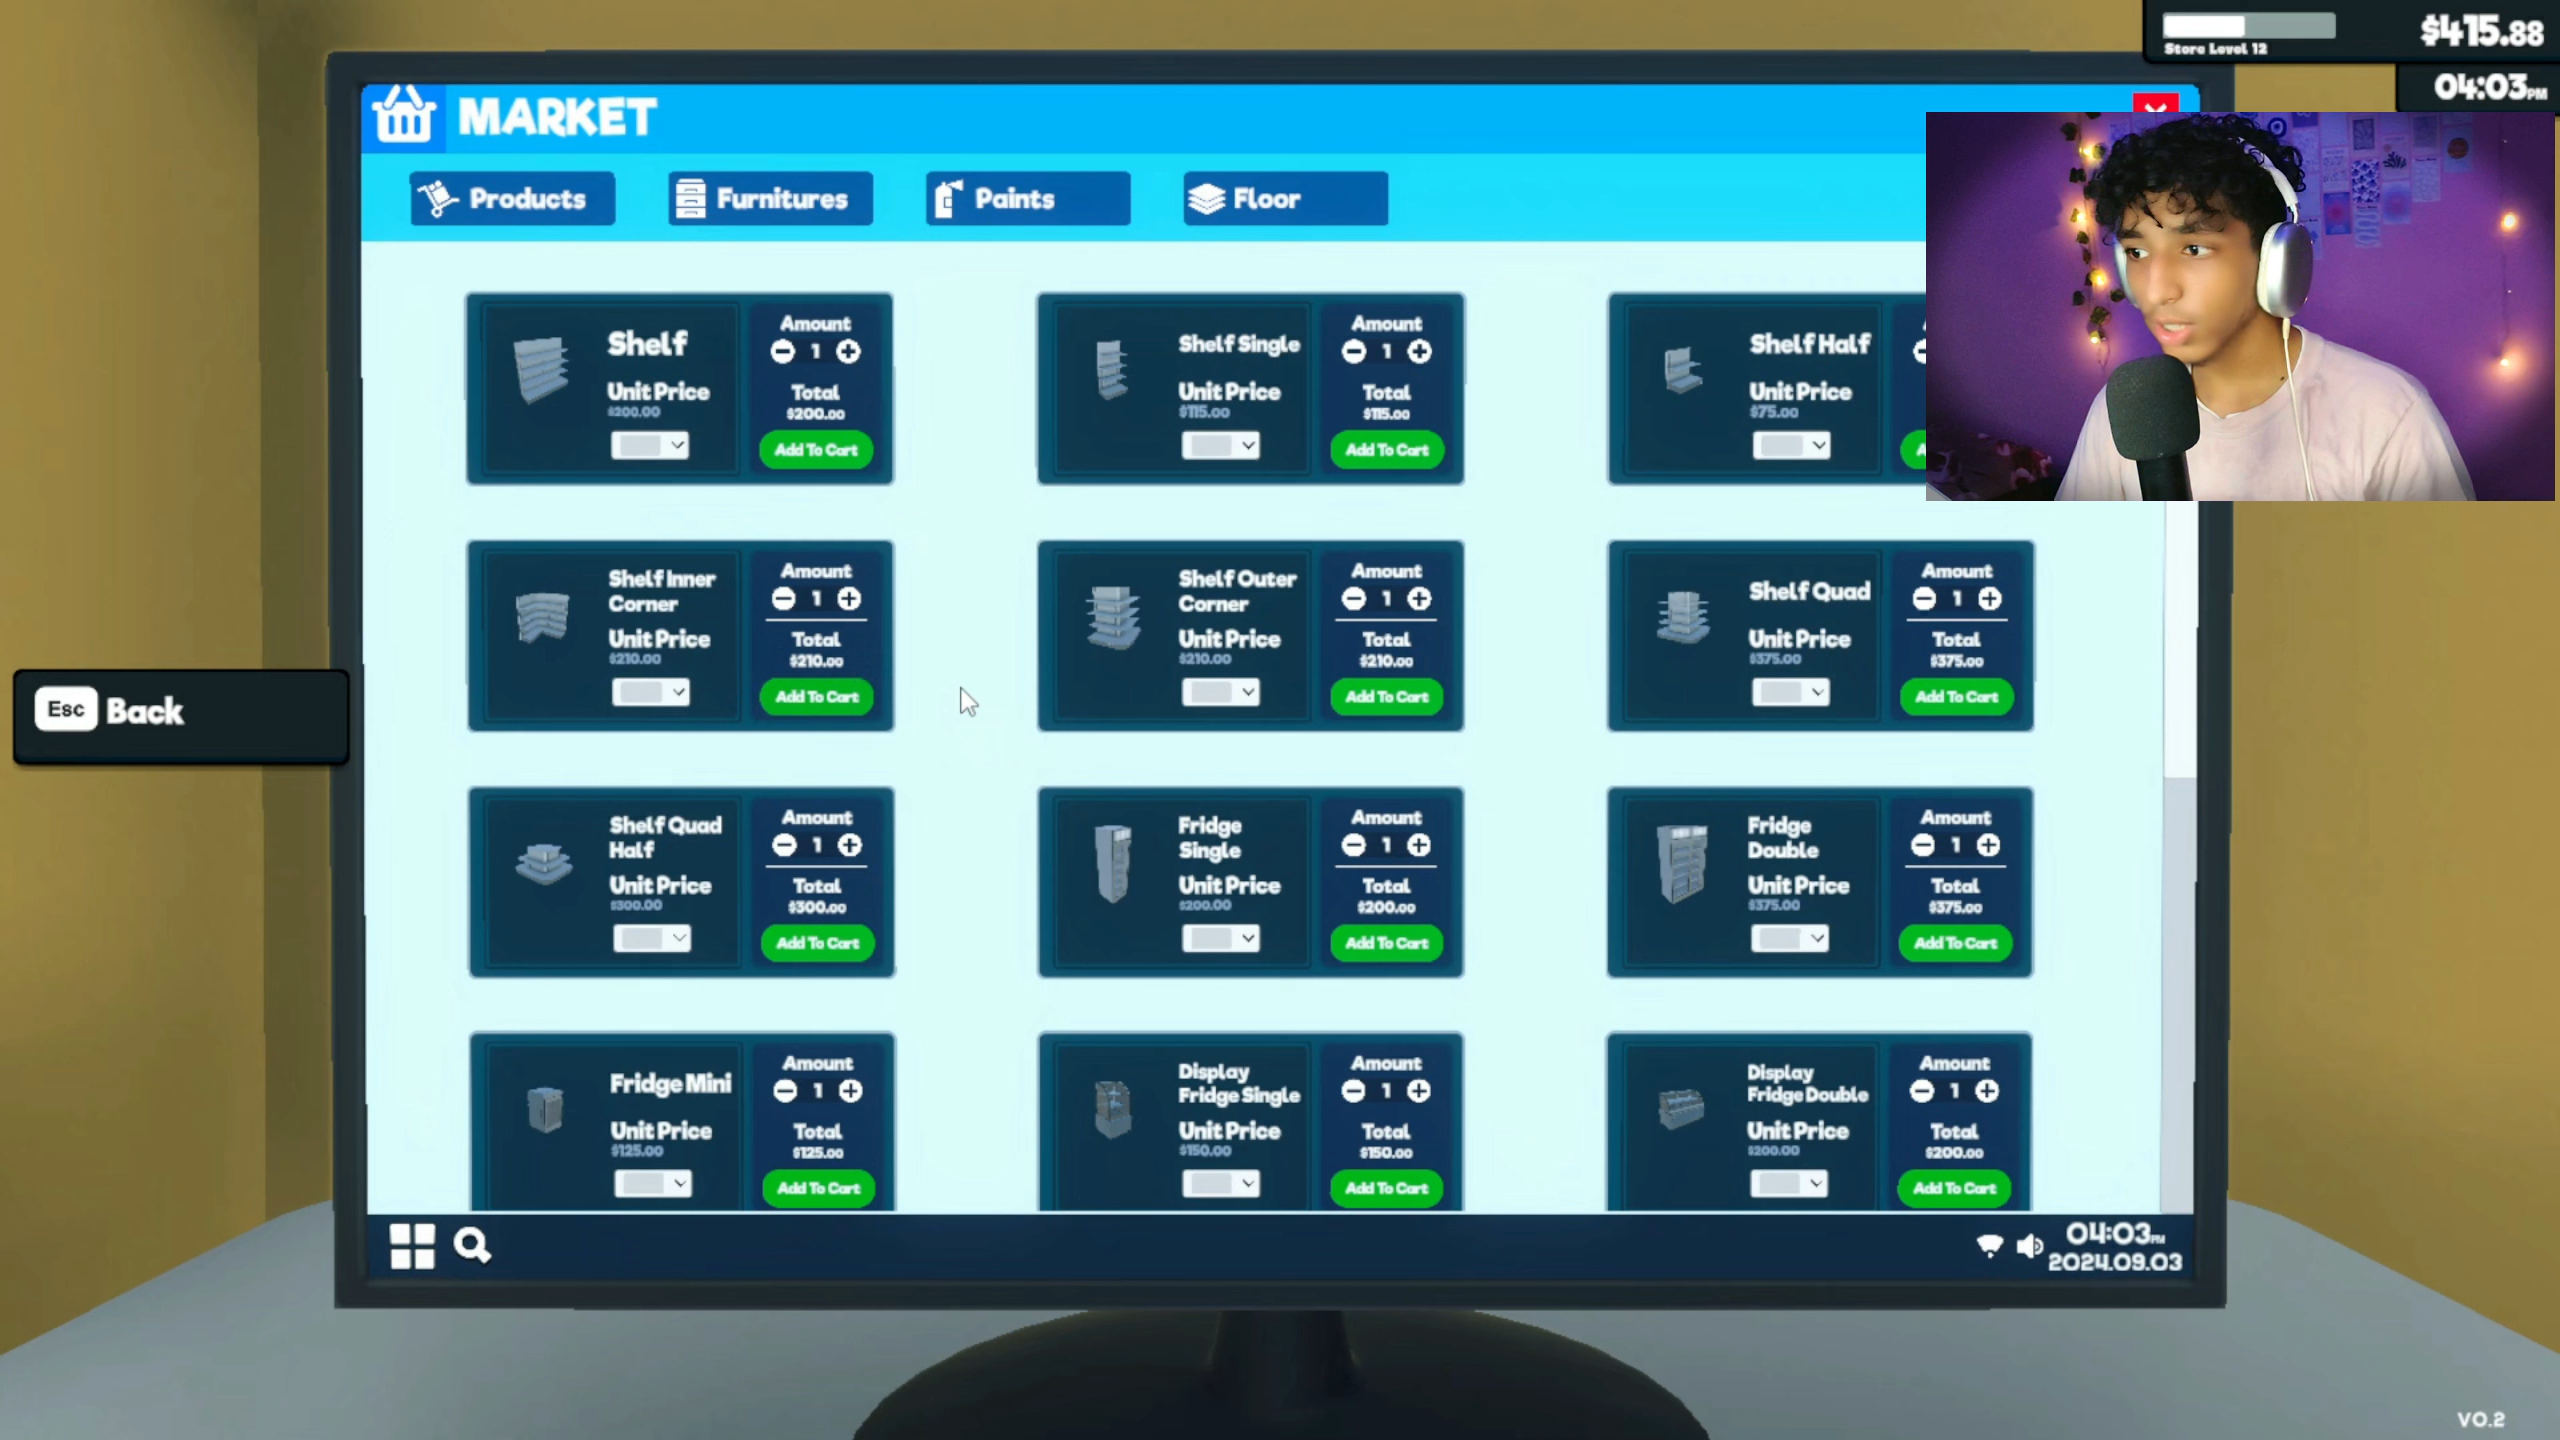 Store Level 12
$415.88
04:03PM
MARKET
Products
Furnitures
Paints
Floor
Shelf
Unit Price
$200.00
Amount
1
Total
$200.00
Add To Cart
Shelf Single
Unit Price
$115.00
Amount
1
Total
$115.00
Add To Cart
Shelf Half
Unit Price
$75.00
Shelf Inner
Corner
Unit Price
$210.00
Amount
1
Total
$210.00
Add To Cart
Shelf Outer
Corner
Unit Price
$210.00
Amount
1
Total
$210.00
Add To Cart
Shelf Quad
Unit Price
$375.00
Amount
1
Total
$375.00
Add To Cart
Esc Back
Shelf Quad
Half
Unit Price
$300.00
Amount
1
Total
$300.00
Add To Cart
Fridge
Single
Unit Price
$200.00
Amount
1
Total
$200.00
Add To Cart
Fridge
Double
Unit Price
$375.00
Amount
1
Total
$375.00
Add To Cart
Fridge Mini
Unit Price
$125.00
Amount
1
Total
$125.00
Add To Cart
Display
Fridge Single
Unit Price
$150.00
Amount
1
Total
$150.00
Add To Cart
Display
Fridge Double
Unit Price
$200.00
Amount
1
Total
$200.00
Add To Cart
04:03PM
2024.09.03
V0.2